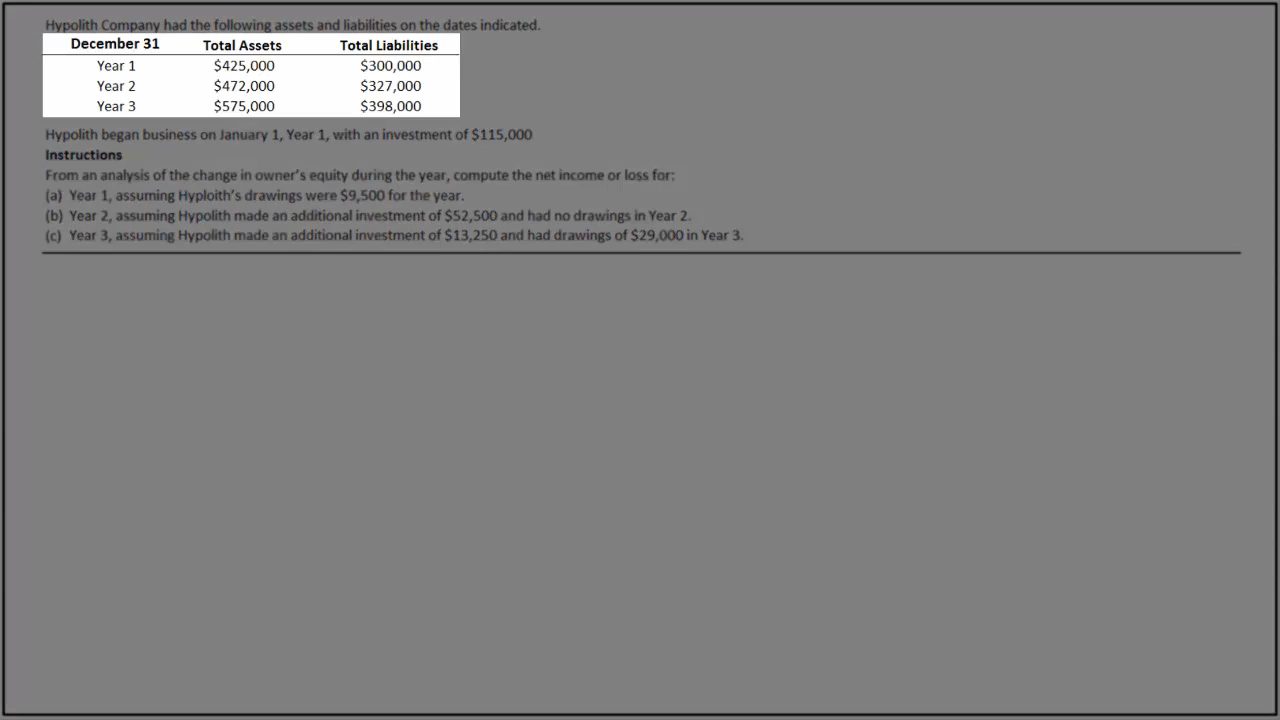 Hypolith Company had the following assets and liabilities on the dates indicated.
December 31 Total Assets Total Liabilities
Year 1 $425,000 $300,000
Year 2 $472,000 $327,000
Year 3 $575,000 $398,000
Hypolith began business on January 1, Year 1, with an investment of $115,000
Instructions
From an analysis of the change in owner's equity during the year, compute the net income or loss for:
(a) Year 1, assuming Hyploith's drawings were $9,500 for the year.
(b) Year 2, assuming Hypolith made an additional investment of $52,500 and had no drawings in Year 2.
(c) Year 3, assuming Hypolith made an additional investment of $13,250 and had drawings of $29,000 in Year 3.